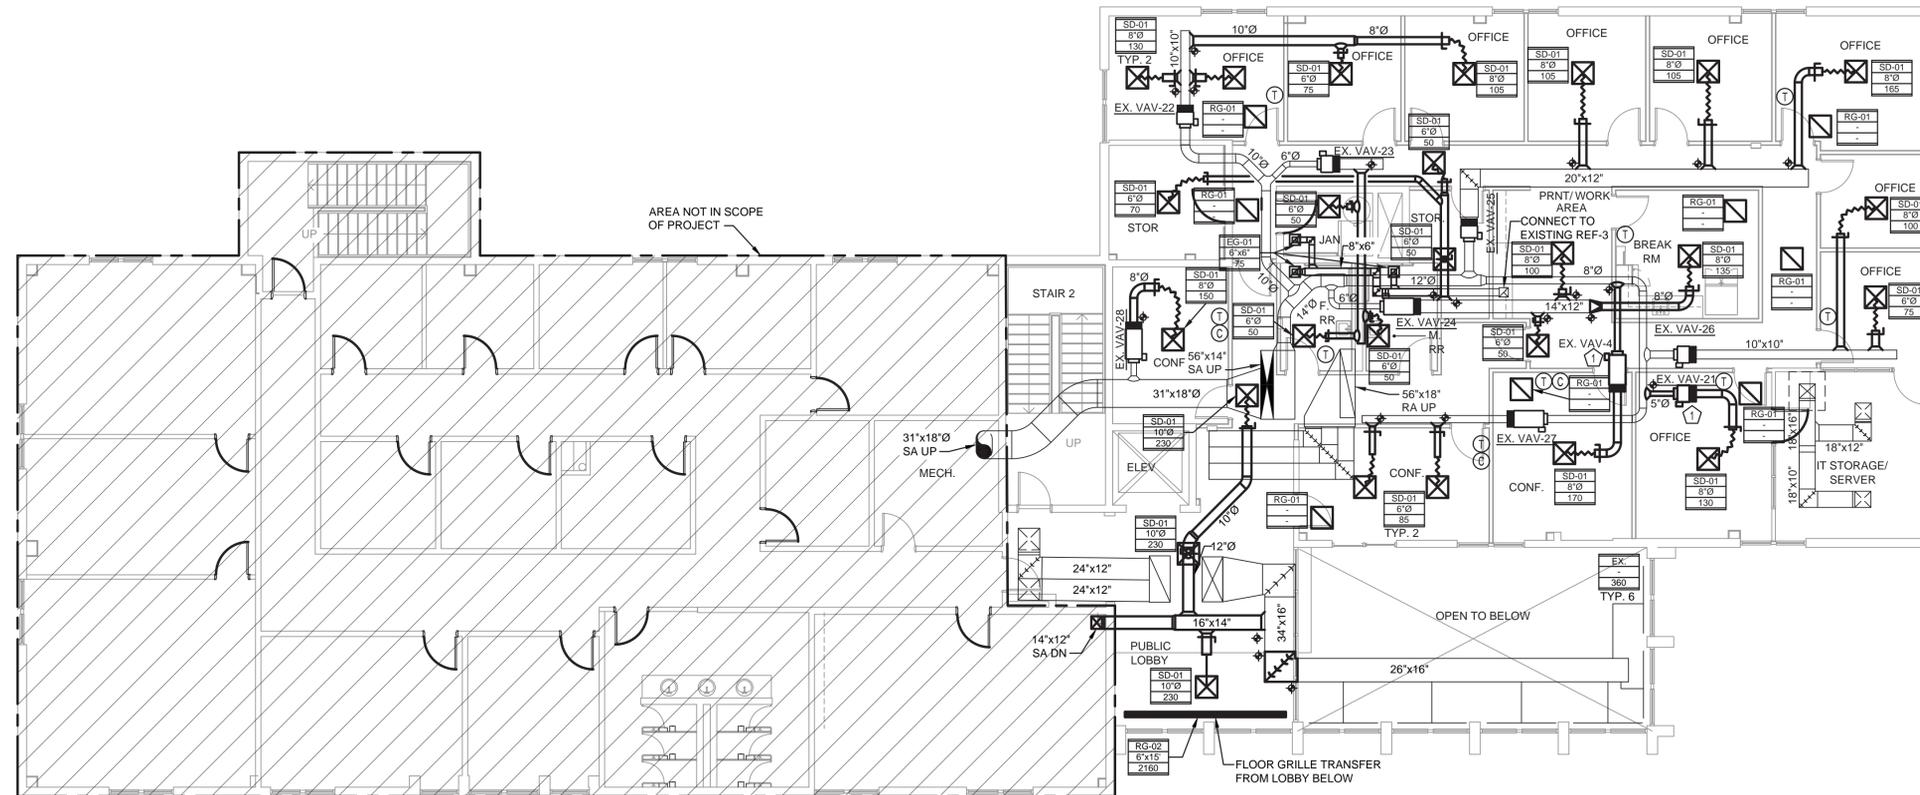 SD-01
8"Ø
130
TYP. 2
10"x10"
10"Ø
8"Ø
OFFICE
OFFICE
OFFICE
OFFICE
OFFICE
OFFICE
SD-01
6"Ø
75
SD-01
8"Ø
105
SD-01
8"Ø
105
SD-01
8"Ø
105
SD-01
8"Ø
165
EX. VAV-22
RG-01
-
-
T
T
RG-01
-
-
SD-01
6"Ø
50
10"Ø
6"Ø
EX. VAV-23
20"x12"
SD-01
6"Ø
70
STOR
RG-01
-
-
SD-01
6"Ø
50
STOR.
EX. VAV-25
PRNT/ WORK
AREA
CONNECT TO
EXISTING REF-3
RG-01
-
-
OFFICE
SD-01
8"Ø
100
AREA NOT IN SCOPE
OF PROJECT
UP
EG-01
6"x6"
75
JAN
8"x6"
SD-01
6"Ø
50
SD-01
8"Ø
100
T
BREAK
RM
SD-01
8"Ø
135
RG-01
-
-
OFFICE
SD-01
6"Ø
75
STAIR 2
8"Ø
SD-01
8"Ø
150
10"Ø
12"Ø
8"Ø
14"x12"
8"Ø
T
C
SD-01
6"Ø
50
14"Ø
F.
RR
6"Ø
EX. VAV-24
M.
RR
T
EX. VAV-28
CONF
56"x14"
SA UP
SD-01
6"Ø
50
SD-01
6"Ø
50
EX. VAV-4
1
EX. VAV-26
T
10"x10"
31"x18"Ø
56"x18"
RA UP
T
C
RG-01
-
-
EX. VAV-21
T
5"Ø
1
RG-01
-
-
31"x18"Ø
SA UP
MECH.
UP
SD-01
10"Ø
230
ELEV
EX. VAV-27
T
C
OFFICE
18"x16"
18"x12"
IT STORAGE/
SERVER
18"x10"
CONF.
SD-01
6"Ø
85
TYP. 2
CONF.
SD-01
8"Ø
170
SD-01
8"Ø
130
10"Ø
RG-01
-
-
SD-01
10"Ø
230
12"Ø
24"x12"
24"x12"
EX.
-
360
TYP. 6
14"x12"
SA DN
16"x14"
34"x16"
OPEN TO BELOW
PUBLIC
LOBBY
SD-01
10"Ø
230
26"x16"
RG-02
6"x15'
2160
FLOOR GRILLE TRANSFER
FROM LOBBY BELOW